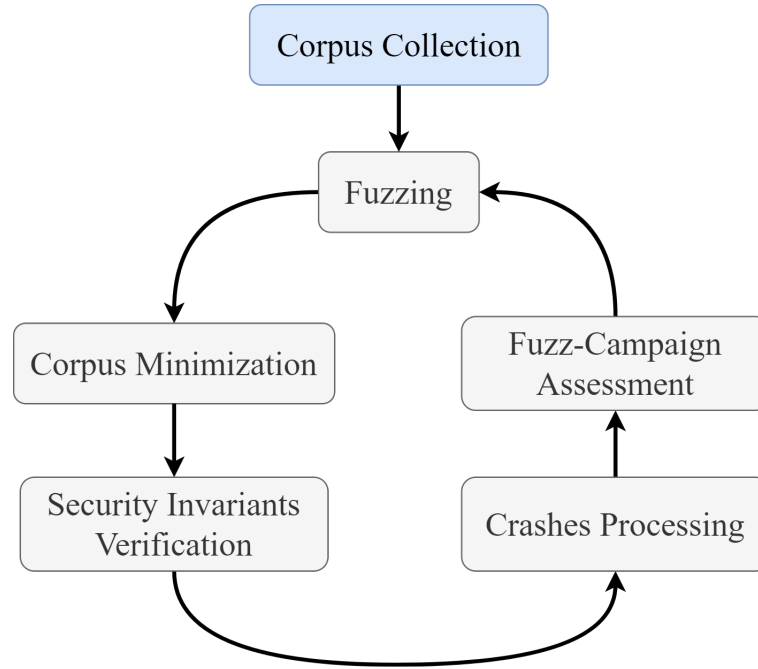 Corpus Collection
Fuzzing
Corpus Minimization
Security Invariants
Verification
Crashes Processing
Fuzz-Campaign
Assessment